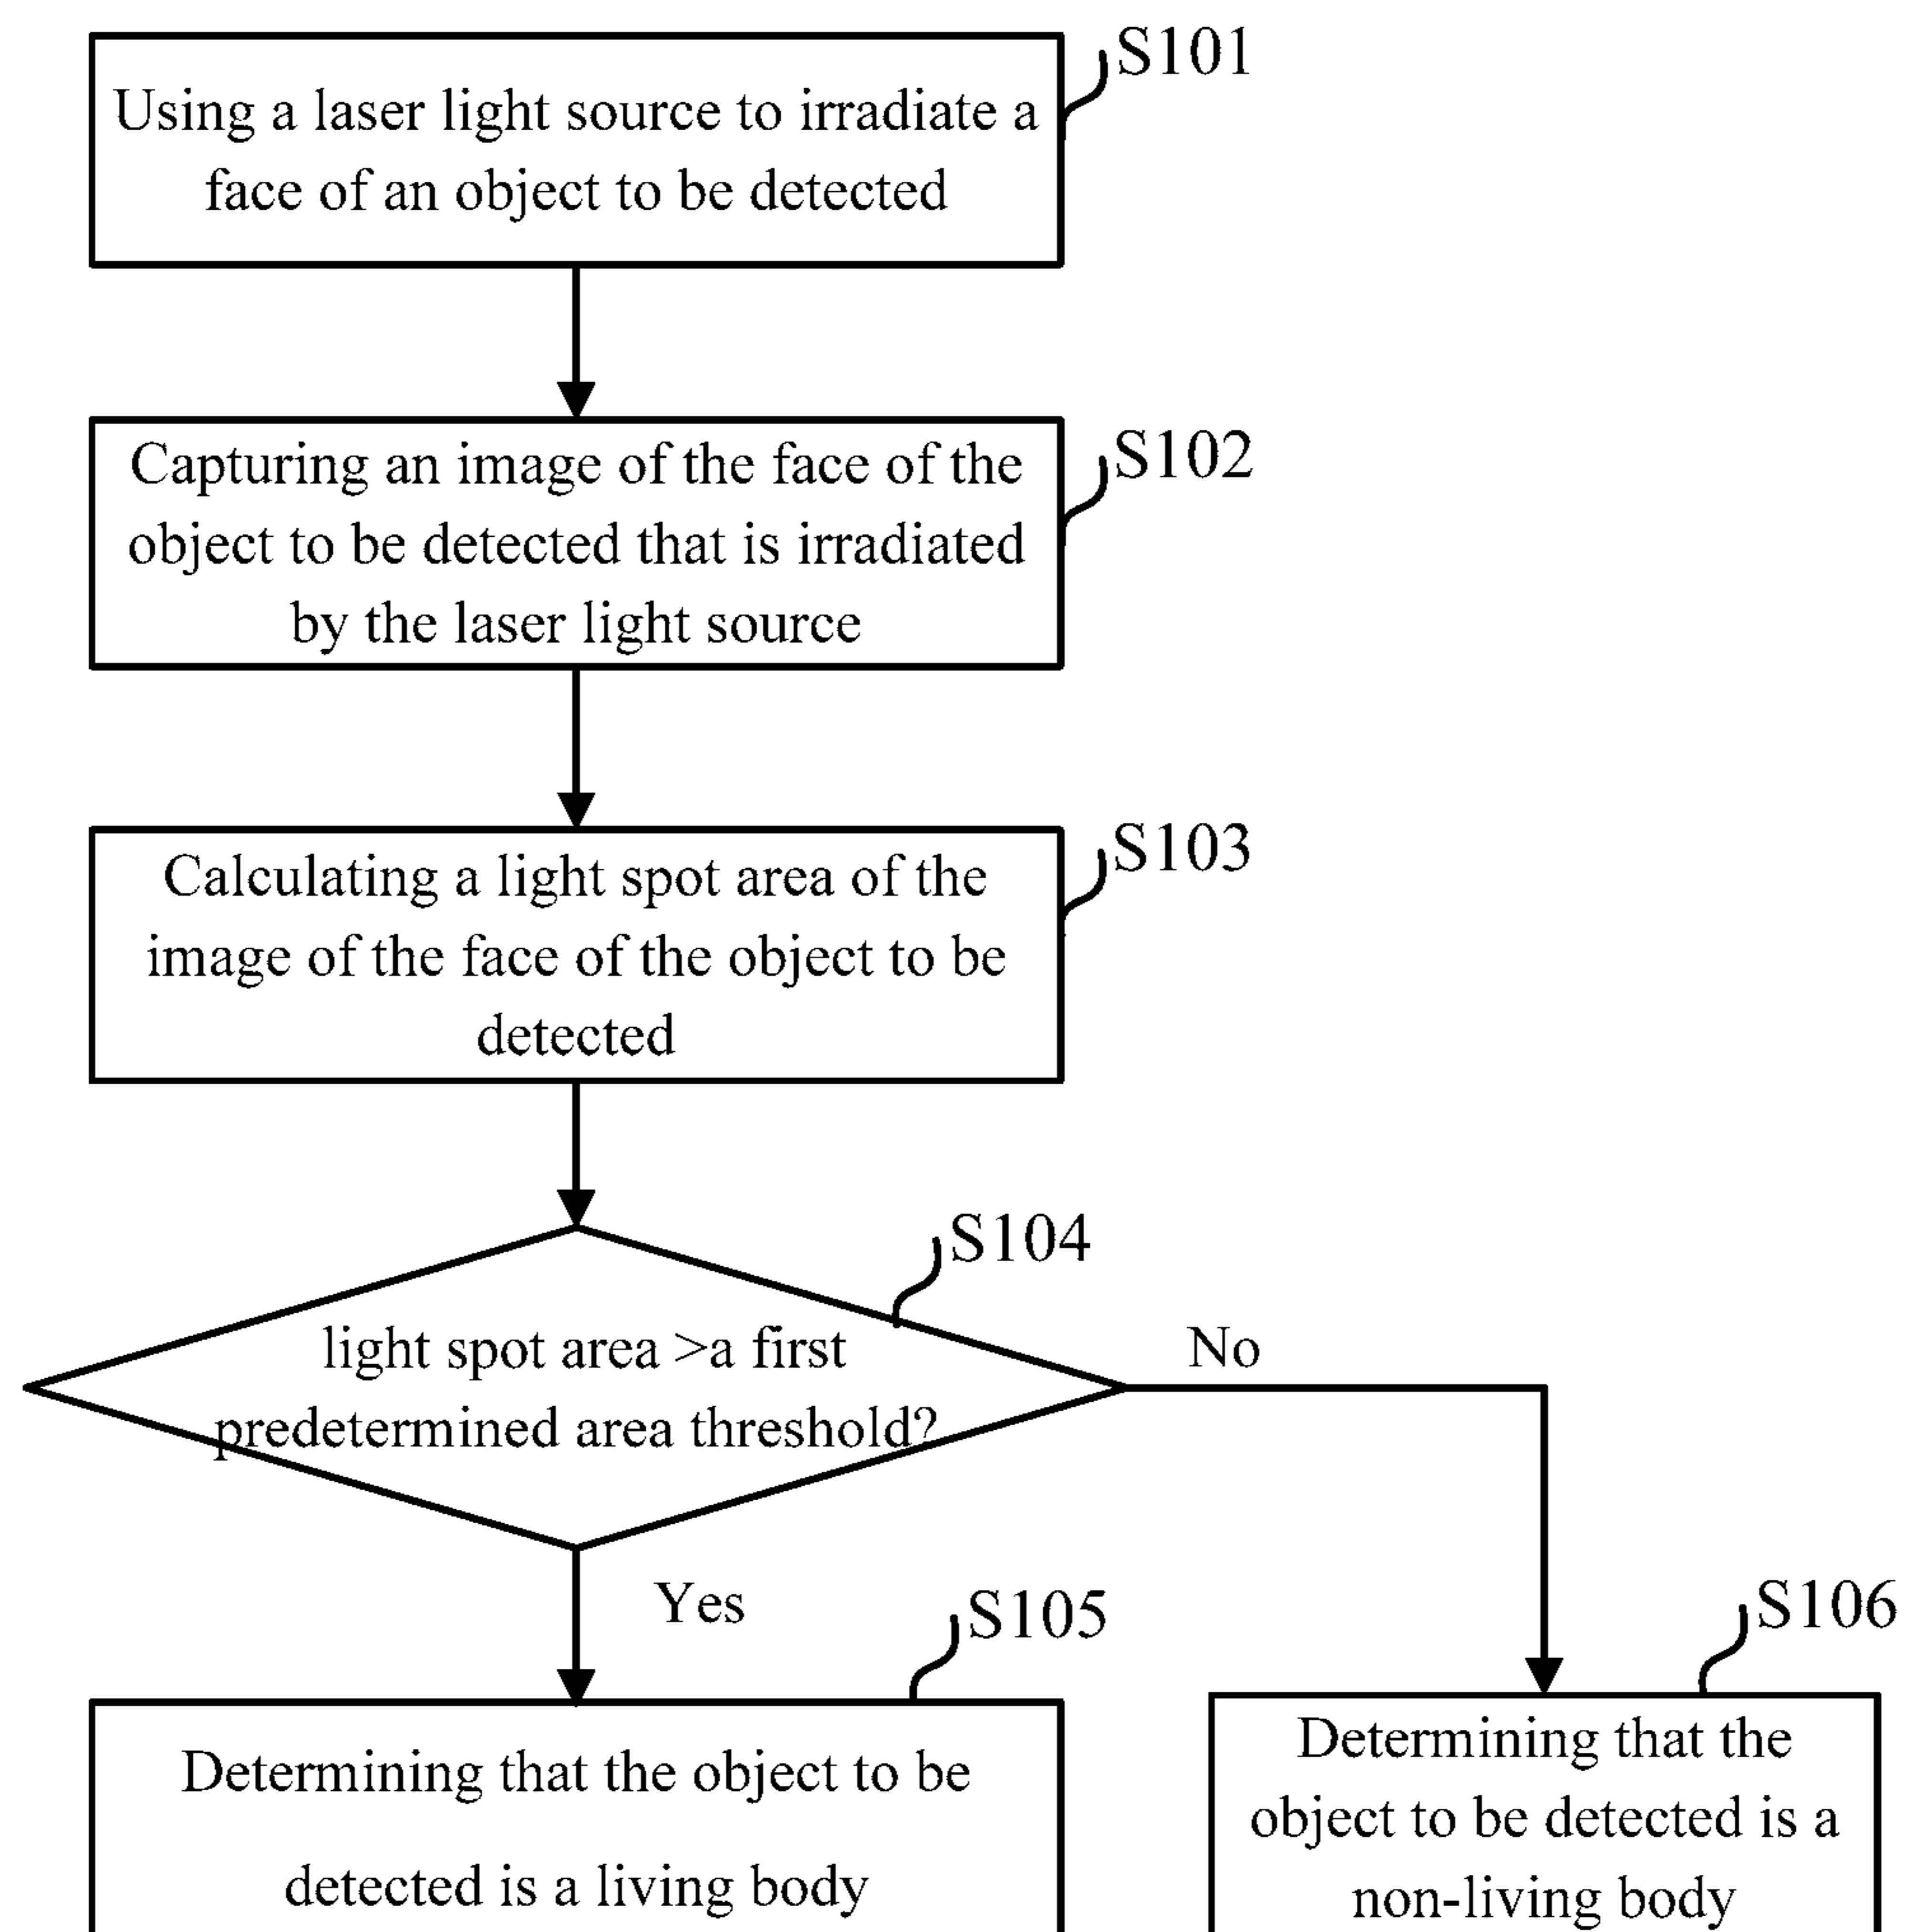 S101
Using a laser light source to irradiate a
face of an object to be detected
S102
Capturing an image of the face of the
object to be detected that is irradiated
by the laser light source
S103
Calculating a light spot area of the
image of the face of the object to be
detected
S104
light spot area >a first
predetermined area threshold?
No
Yes
S105
Determining that the object to be
detected is a living body
S106
Determining that the
object to be detected is a
non-living body